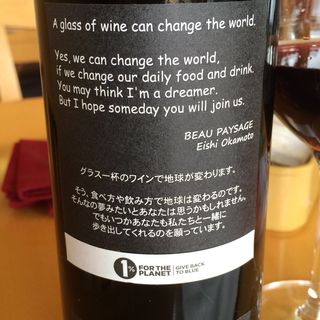 A glass of wine can change the world.
Yes, we can change the world,
if we change our daily food and drink.
You may think I'm a dreamer.
But I hope someday you will join us.
BEAU PAYSAGE
Eishi Okamoto
グラス一杯のワインで地球が変わります。
そう、食べ方や飲み方で地球は変わるのです。
そんなの夢みたいとあなたは思うかもしれません。
でもいつかあなたも私たちと一緒に
歩き出してくれるのを願っています。
1%
FOR THE
PLANET
GIVE BACK
TO BLUE